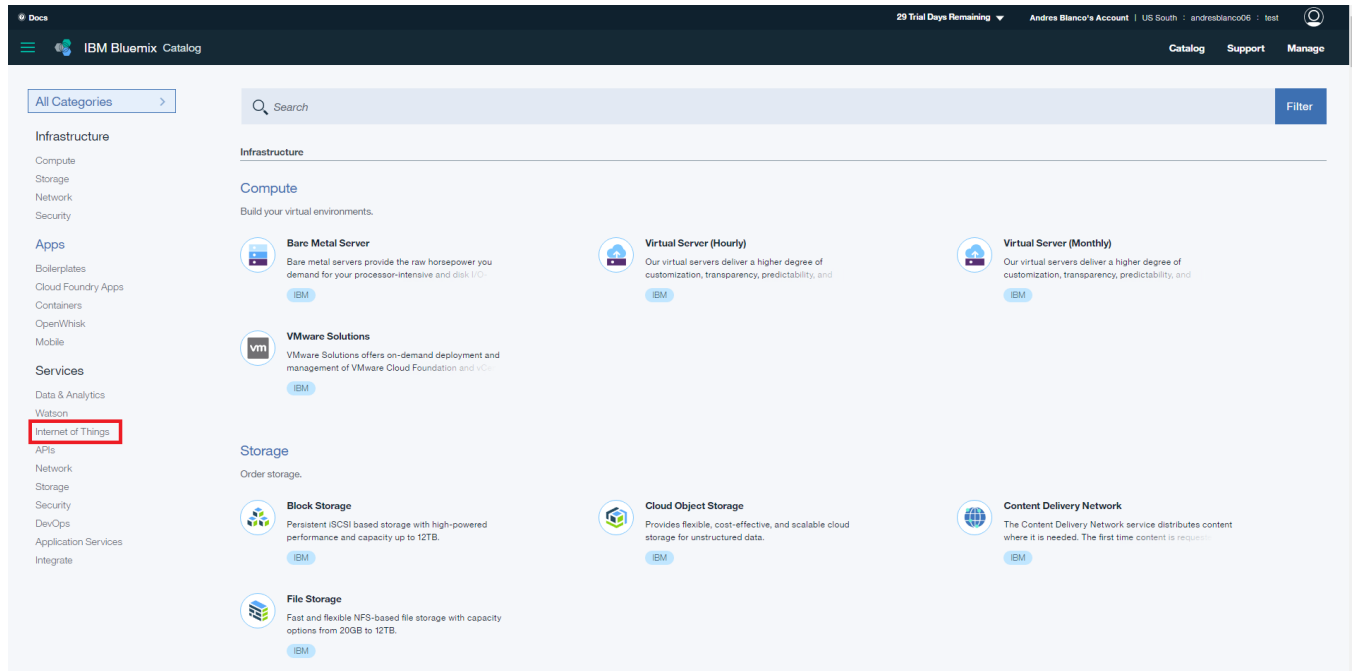 Docs
29 Trial Days Remaining
Andres Blanco's Account | US South : andresblanco06 : test
IBM Bluemix Catalog
Catalog Support Manage
All Categories
Search
Filter
Infrastructure
Compute
Storage
Network
Security
Apps
Boilerplates
Cloud Foundry Apps
Containers
OpenWhisk
Mobile
Services
Data & Analytics
Watson
Internet of Things
APIs
Network
Storage
Security
DevOps
Application Services
Integrate
Infrastructure
Compute
Build your virtual environments.
Bare Metal Server
Bare metal servers provide the raw horsepower you
demand for your processor-intensive and disk I/O-
IBM
Virtual Server (Hourly)
Our virtual servers deliver a higher degree of
customization, transparency, predictability, and
IBM
Virtual Server (Monthly)
Our virtual servers deliver a higher degree of
customization, transparency, predictability, and
IBM
vm
VMware Solutions
VMware Solutions offers on-demand deployment and
management of VMware Cloud Foundation and
IBM
Storage
Order storage.
Block Storage
Persistent iSCSI based storage with high-powered
performance and capacity up to 12TB.
IBM
Cloud Object Storage
Provides flexible, cost-effective, and scalable cloud
storage for unstructured data.
IBM
Content Delivery Network
The Content Delivery Network service distributes content
where it is needed. The first time content is
IBM
File Storage
Fast and flexible NFS-based file storage with capacity
options from 20GB to 12TB.
IBM